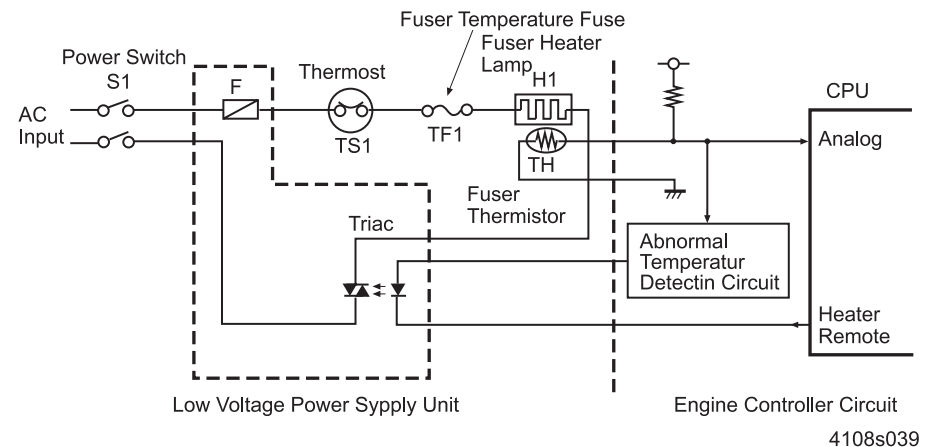 Fuser Temperature Fuse
Fuser Heater
Lamp
H1
Power Switch
S1
F
Thermost
TS1
TF1
TH
AC
Input
CPU
Analog
Fuser
Thermistor
Triac
Abnormal
Temperatur
Detectin Circuit
Heater
Remote
Low Voltage Power Sypply Unit
Engine Controller Circuit
4108s039